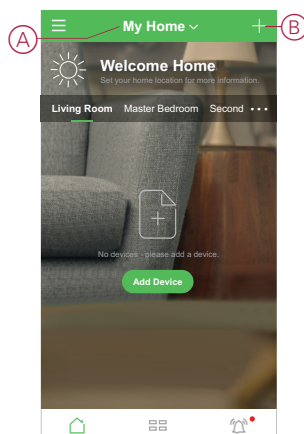 A
My Home
B
Welcome Home
Set your home location for more information.
Living Room Master Bedroom Second •••
No devices - please add a device.
Add Device